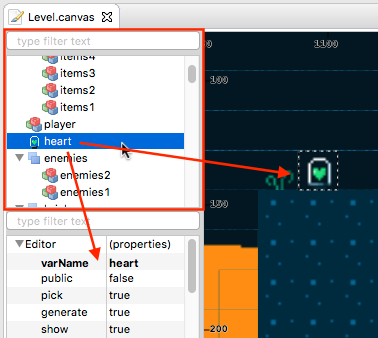 Level.canvas
type filter text
items4
items3
items2
items1
player
heart
enemies
enemies2
enemies1
type filter text
Editor (properties)
varName heart
public false
pick true
generate true
show true
1100
100
150
200